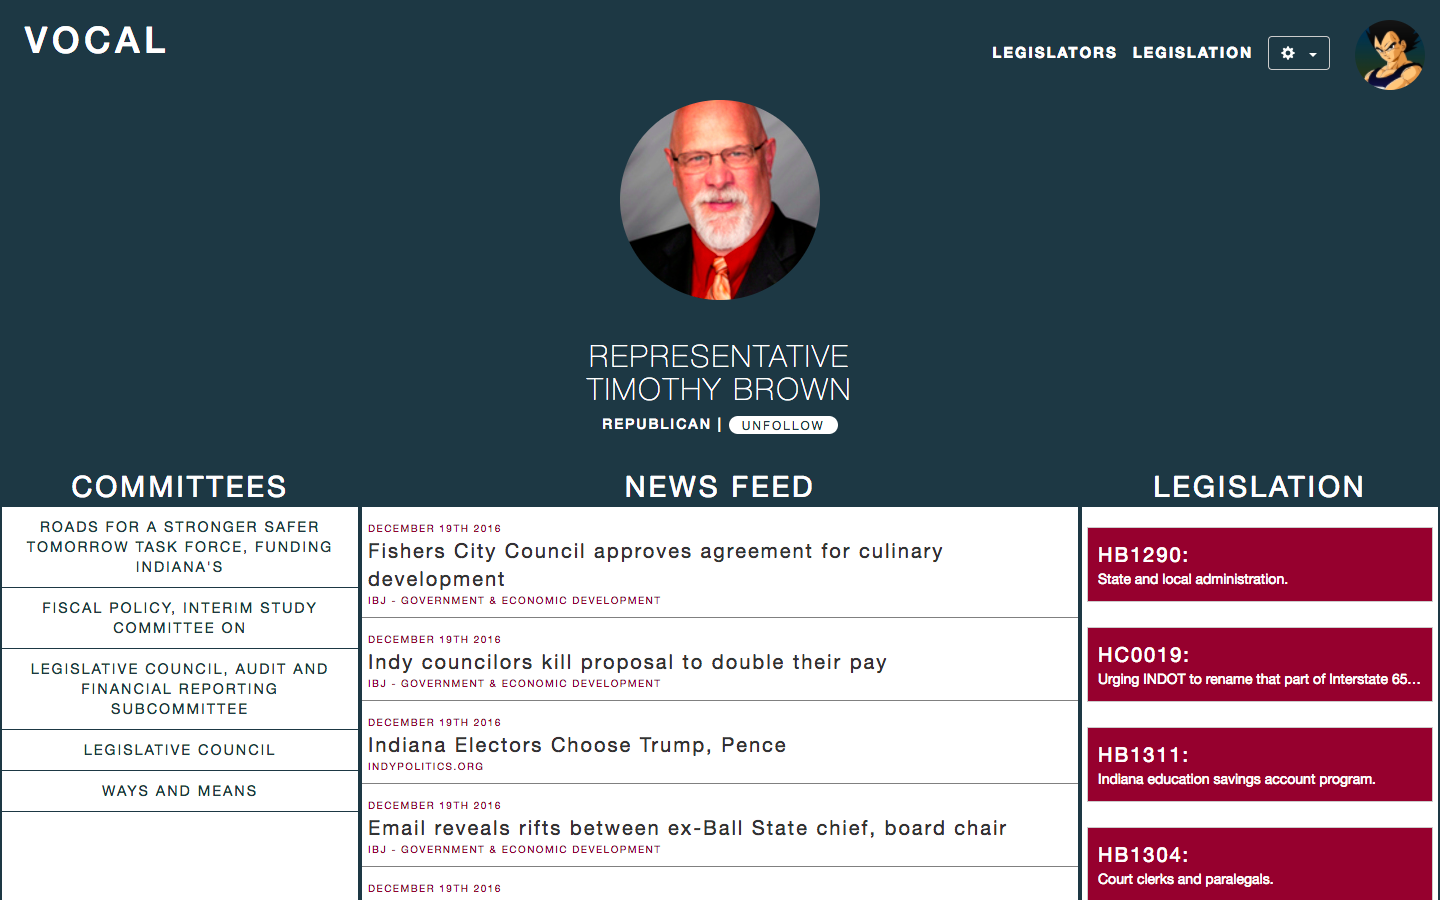 VOCAL
LEGISLATORS LEGISLATION
REPRESENTATIVE
TIMOTHY BROWN
REPUBLICAN | UNFOLLOW
COMMITTEES
ROADS FOR A STRONGER SAFER
TOMORROW TASK FORCE, FUNDING
INDIANA'S
FISCAL POLICY, INTERIM STUDY
COMMITTEE ON
LEGISLATIVE COUNCIL, AUDIT AND
FINANCIAL REPORTING
SUBCOMMITTEE
LEGISLATIVE COUNCIL
WAYS AND MEANS
NEWS FEED
DECEMBER 19TH 2016
Fishers City Council approves agreement for culinary
development
IBJ - GOVERNMENT & ECONOMIC DEVELOPMENT
DECEMBER 19TH 2016
Indy councilors kill proposal to double their pay
IBJ - GOVERNMENT & ECONOMIC DEVELOPMENT
DECEMBER 19TH 2016
Indiana Electors Choose Trump, Pence
INDYPOLITICS.ORG
DECEMBER 19TH 2016
Email reveals rifts between ex-Ball State chief, board chair
IBJ - GOVERNMENT & ECONOMIC DEVELOPMENT
DECEMBER 19TH 2016
LEGISLATION
HB1290:
State and local administration.
HC0019:
Urging INDOT to rename that part of Interstate 65...
HB1311:
Indiana education savings account program.
HB1304:
Court clerks and paralegals.